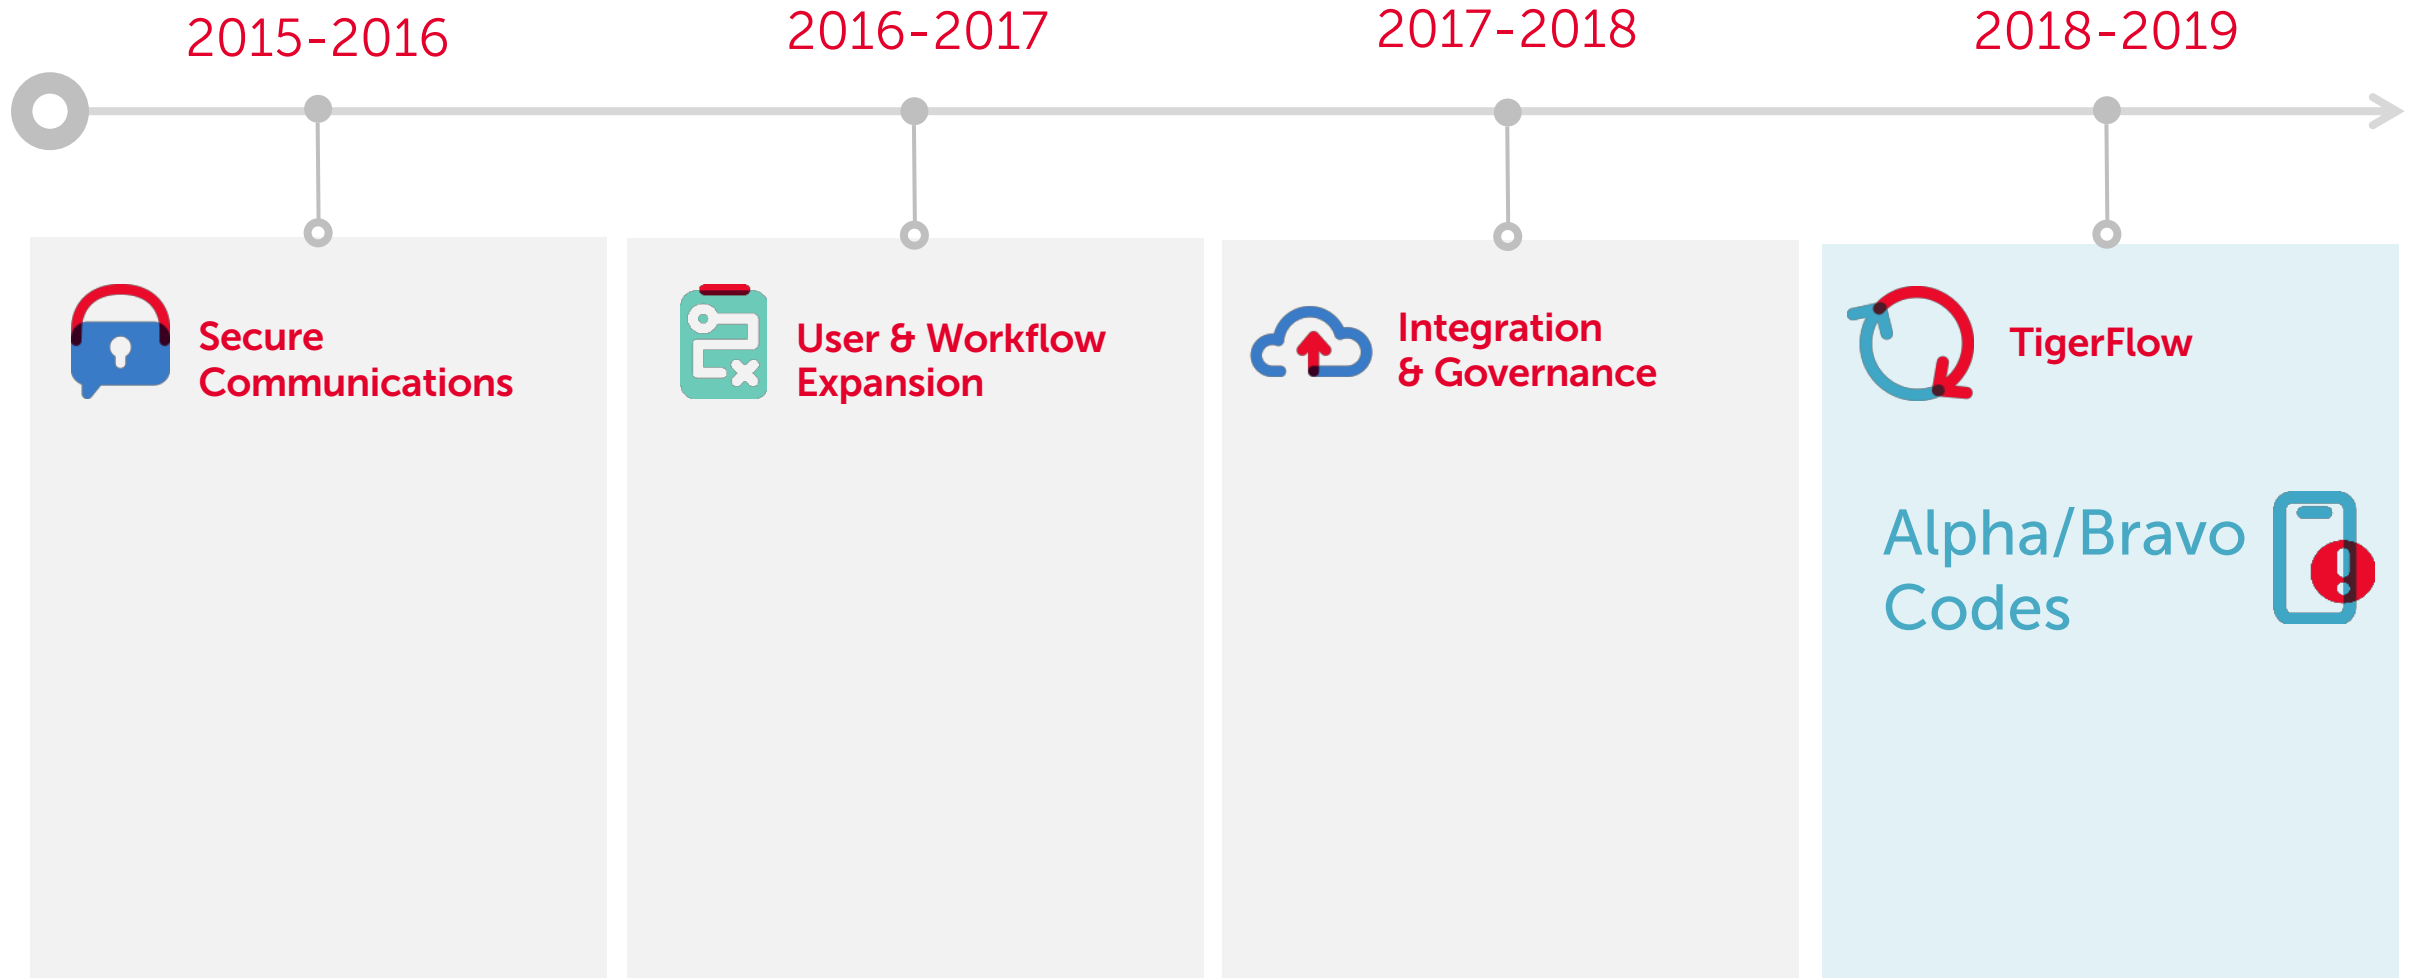 2015-2016
2016-2017
2017-2018
2018-2019
Secure
Communications
User & Workflow
Expansion
Integration
& Governance
TigerFlow
Alpha/Bravo
Codes